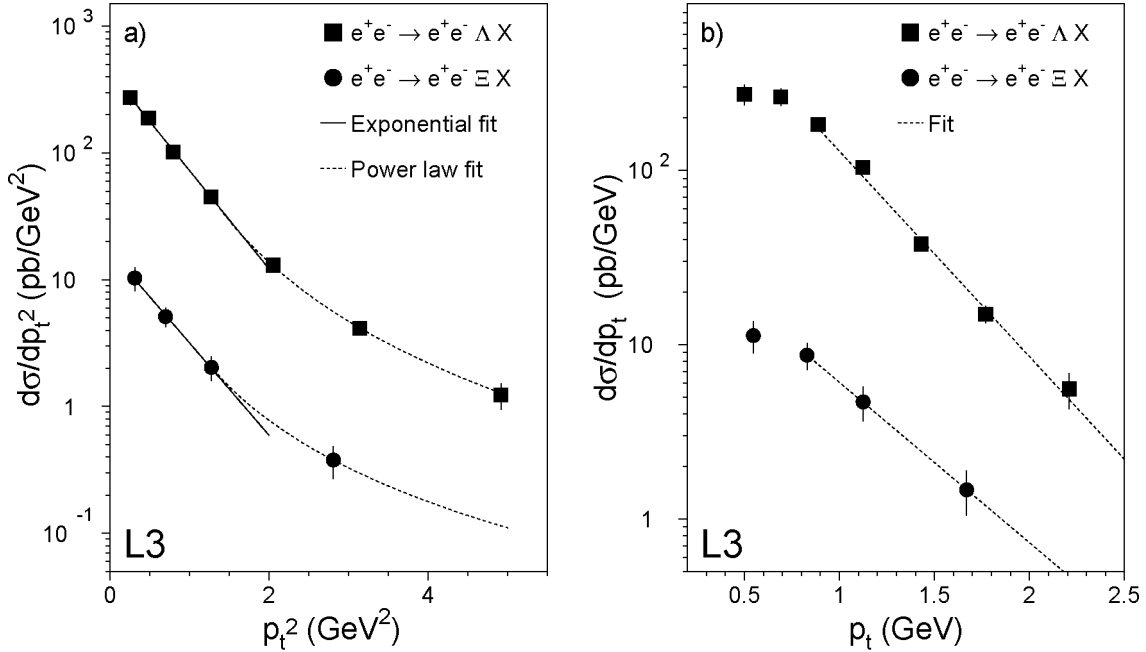 a)
e⁺e⁻ → e⁺e⁻ Λ X
e⁺e⁻ → e⁺e⁻ Ξ X
Exponential fit
Power law fit
10³
10²
10
1
10⁻¹
dσ/dpₜ² (pb/GeV²)
L3
0 2 4
pₜ² (GeV²)
b)
e⁺e⁻ → e⁺e⁻ Λ X
e⁺e⁻ → e⁺e⁻ Ξ X
Fit
10²
10
1
dσ/dpₜ (pb/GeV)
L3
0.5 1 1.5 2 2.5
pₜ (GeV)